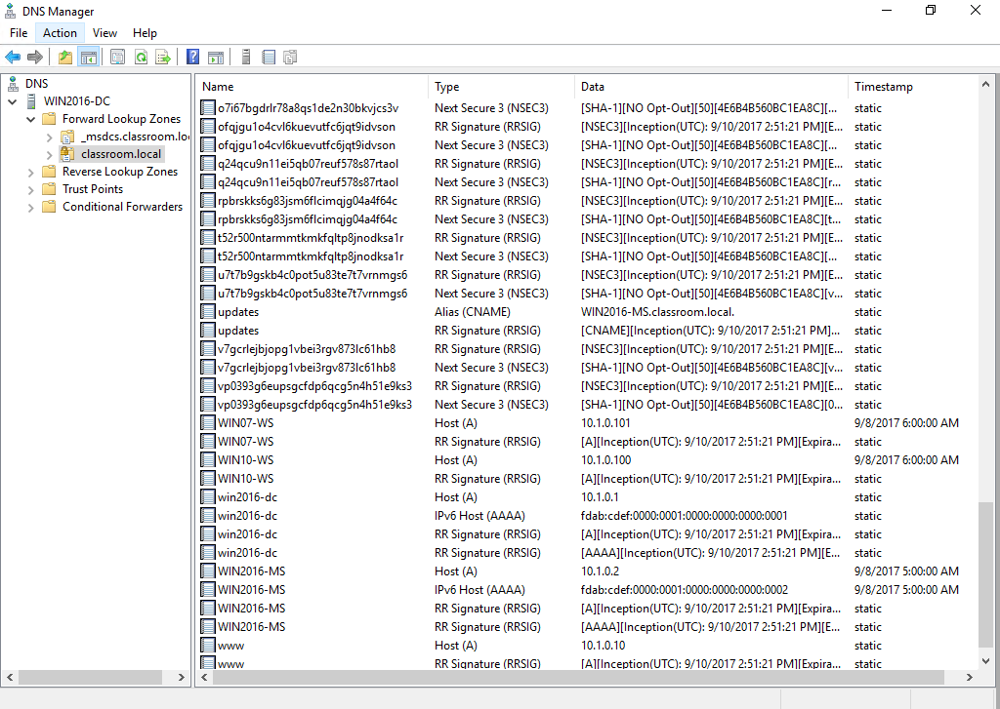 DNS Manager
File Action View Help
DNS
WIN2016-DC
Forward Lookup Zones
_msdcs.classroom.lo
classroom.local
Reverse Lookup Zones
Trust Points
Conditional Forwarders
Name Type Data Timestamp
o7i67bgdrlr78a8qs1de2n30bkvjcs3v Next Secure 3 (NSEC3) [SHA-1][NO Opt-Out][50][4E6B4B560BC1EA8C][... static
ofqjgu1o4cvl6kuevutfc6jqt9idvson RR Signature (RRSIG) [NSEC3][Inception(UTC): 9/10/2017 2:51:21 PM][E... static
ofqjgu1o4cvl6kuevutfc6jqt9idvson Next Secure 3 (NSEC3) [SHA-1][NO Opt-Out][50][4E6B4B560BC1EA8C][... static
q24qcu9n11ei5qb07reuf578s87rtaol RR Signature (RRSIG) [NSEC3][Inception(UTC): 9/10/2017 2:51:21 PM][E... static
q24qcu9n11ei5qb07reuf578s87rtaol Next Secure 3 (NSEC3) [SHA-1][NO Opt-Out][50][4E6B4B560BC1EA8C][r... static
rpbrskks6g83jsm6flcimqjg04a4f64c RR Signature (RRSIG) [NSEC3][Inception(UTC): 9/10/2017 2:51:21 PM][E... static
rpbrskks6g83jsm6flcimqjg04a4f64c Next Secure 3 (NSEC3) [SHA-1][NO Opt-Out][50][4E6B4B560BC1EA8C][t... static
t52r500ntarmmtkmkfqltp8jnodksa1r RR Signature (RRSIG) [NSEC3][Inception(UTC): 9/10/2017 2:51:21 PM][E... static
t52r500ntarmmtkmkfqltp8jnodksa1r Next Secure 3 (NSEC3) [SHA-1][NO Opt-Out][50][4E6B4B560BC1EA8C][... static
u7t7b9gskb4c0pot5u83te7t7vrnmgs6 RR Signature (RRSIG) [NSEC3][Inception(UTC): 9/10/2017 2:51:21 PM][E... static
u7t7b9gskb4c0pot5u83te7t7vrnmgs6 Next Secure 3 (NSEC3) [SHA-1][NO Opt-Out][50][4E6B4B560BC1EA8C][v... static
updates Alias (CNAME) WIN2016-MS.classroom.local. static
updates RR Signature (RRSIG) [CNAME][Inception(UTC): 9/10/2017 2:51:21 PM]... static
v7gcrlejbjopg1vbei3rgv873lc61hb8 RR Signature (RRSIG) [NSEC3][Inception(UTC): 9/10/2017 2:51:21 PM][E... static
v7gcrlejbjopg1vbei3rgv873lc61hb8 Next Secure 3 (NSEC3) [SHA-1][NO Opt-Out][50][4E6B4B560BC1EA8C][v... static
vp0393g6eupsgcfdp6qcg5n4h51e9ks3 RR Signature (RRSIG) [NSEC3][Inception(UTC): 9/10/2017 2:51:21 PM][E... static
vp0393g6eupsgcfdp6qcg5n4h51e9ks3 Next Secure 3 (NSEC3) [SHA-1][NO Opt-Out][50][4E6B4B560BC1EA8C][0... static
WIN07-WS Host (A) 10.1.0.101 9/8/2017 6:00:00 AM
WIN07-WS RR Signature (RRSIG) [A][Inception(UTC): 9/10/2017 2:51:21 PM][Expira... static
WIN10-WS Host (A) 10.1.0.100 9/8/2017 6:00:00 AM
WIN10-WS RR Signature (RRSIG) [A][Inception(UTC): 9/10/2017 2:51:21 PM][Expira... static
win2016-dc Host (A) 10.1.0.1 static
win2016-dc IPv6 Host (AAAA) fdab:cdef:0000:0001:0000:0000:0000:0001 static
win2016-dc RR Signature (RRSIG) [A][Inception(UTC): 9/10/2017 2:51:21 PM][Expira... static
win2016-dc RR Signature (RRSIG) [AAAA][Inception(UTC): 9/10/2017 2:51:21 PM][E... static
WIN2016-MS Host (A) 10.1.0.2 9/8/2017 5:00:00 AM
WIN2016-MS IPv6 Host (AAAA) fdab:cdef:0000:0001:0000:0000:0000:0002 9/8/2017 5:00:00 AM
WIN2016-MS RR Signature (RRSIG) [A][Inception(UTC): 9/10/2017 2:51:21 PM][Expira... static
WIN2016-MS RR Signature (RRSIG) [AAAA][Inception(UTC): 9/10/2017 2:51:21 PM][E... static
www Host (A) 10.1.0.10 static
www RR Signature (RRSIG) [A][Inception(UTC): 9/10/2017 2:51:21 PM][Expira... static